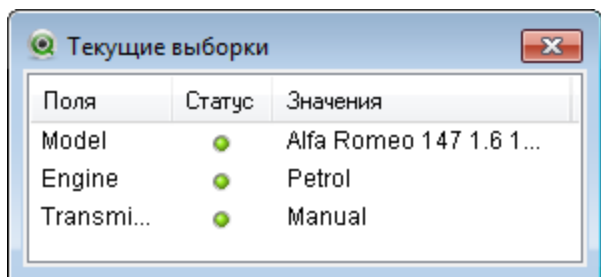 Текущие выборки
Поля Статус Значения
Model Alfa Romeo 147 1.6 1...
Engine Petrol
Transmi... Manual